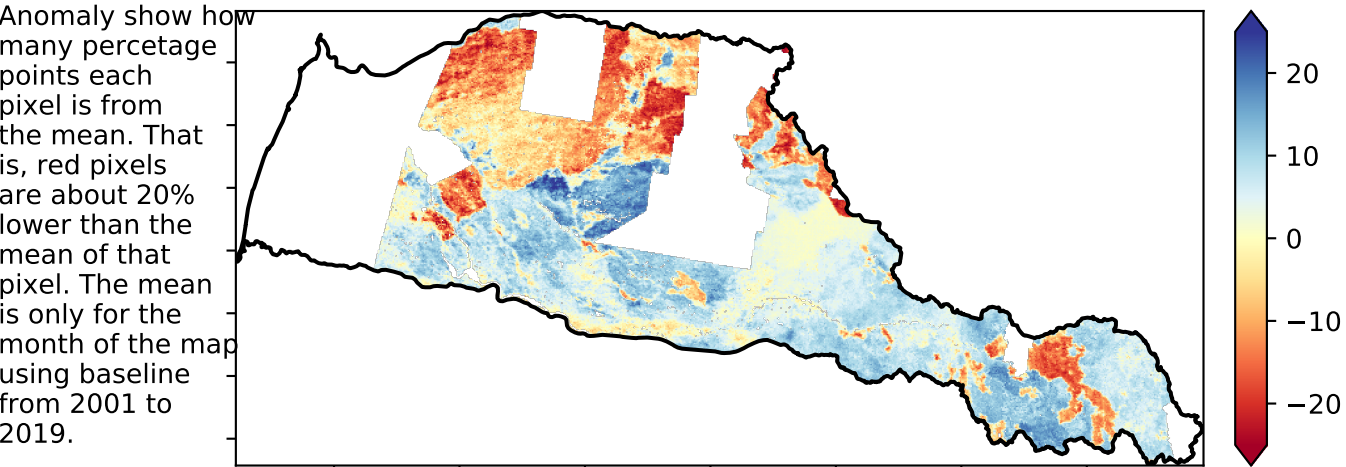 Anomaly show how
many percetage
points each
pixel is from
the mean. That
is, red pixels
are about 20%
lower than the
mean of that
pixel. The mean
is only for the
month of the map
using baseline
from 2001 to
2019.
20
10
0
−10
−20